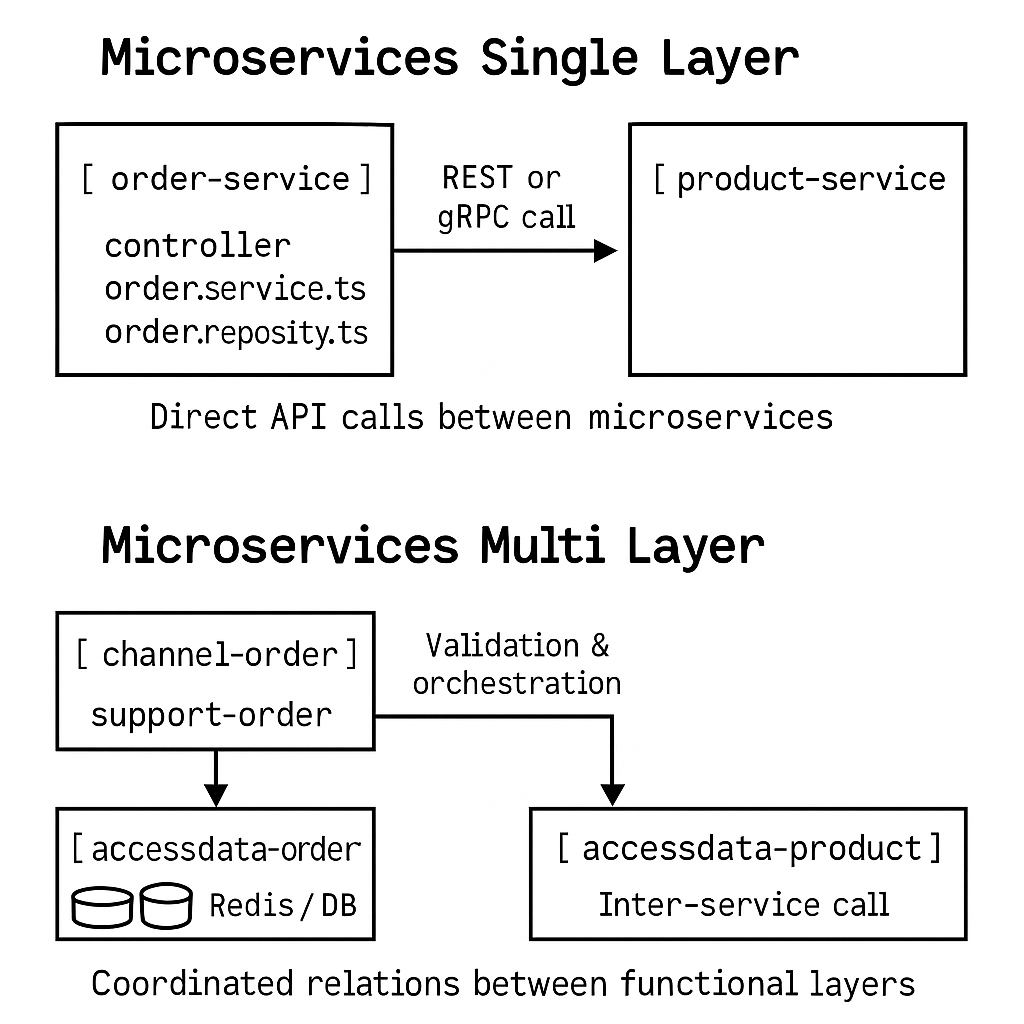 Microservices Single Layer
[ order-service ]
controller
order.service.ts
order.reposity.ts
REST or
gRPC call
[ product-service
Direct API calls between microservices
Microservices Multi Layer
[ channel-order ]
support-order
Validation &
orchestration
[ accessdata-order
Redis / DB
[ accessdata-product ]
Inter-service call
Coordinated relations between functional layers